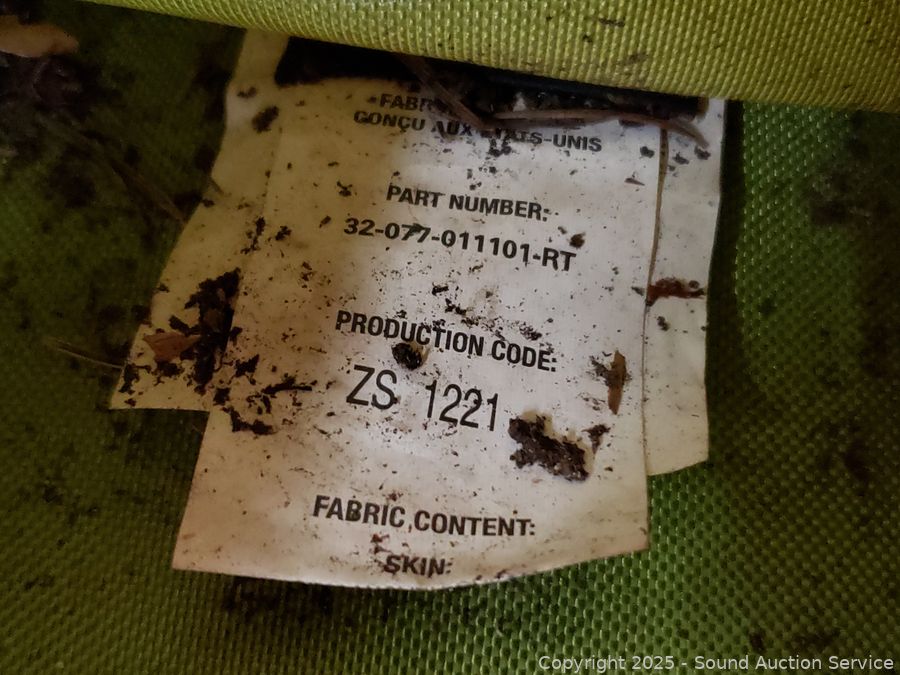 CONÇU AUX ÉTATS-UNIS
PART NUMBER:
32-077-011101-RT
PRODUCTION CODE:
ZS 1221
FABRIC CONTENT:
SKIN:
Copyright 2025 - Sound Auction Service